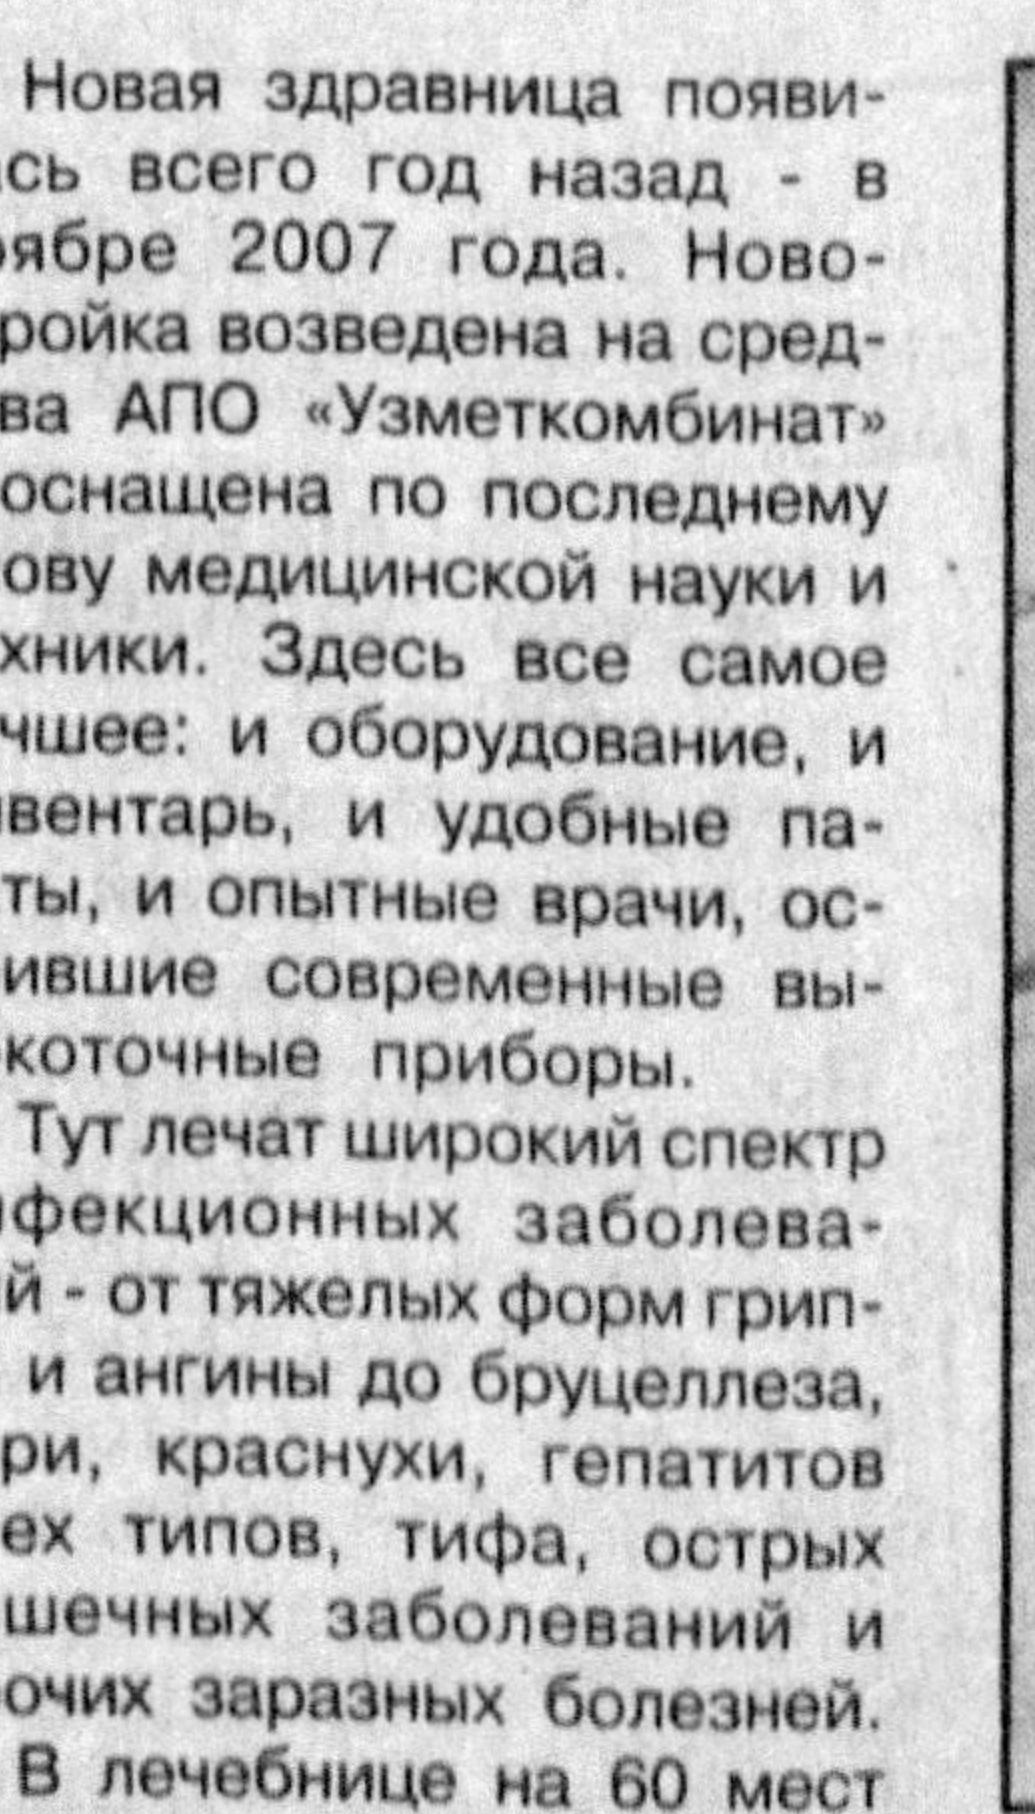 Новая здравница появи-
ась всего год назад - в
оябре 2007 года. Ново-
ройка возведена на сред-
ва АПО «Узметкомбинат»
оснащена по последнему
ову медицинской науки и
хники. Здесь все самое
чшее: и оборудование, и
вентарь, и удобные па-
ты, и опытные врачи, ос-
ившие современные вы-
коточные приборы.
Тут лечат широкий спектр
фекционных заболева-
й - от тяжелых форм грип-
и ангины до бруцеллеза,
ри, краснухи, гепатитов
ех типов, тифа, острых
шечных заболеваний и
очих заразных болезней.
В лечебнице на 60 мест